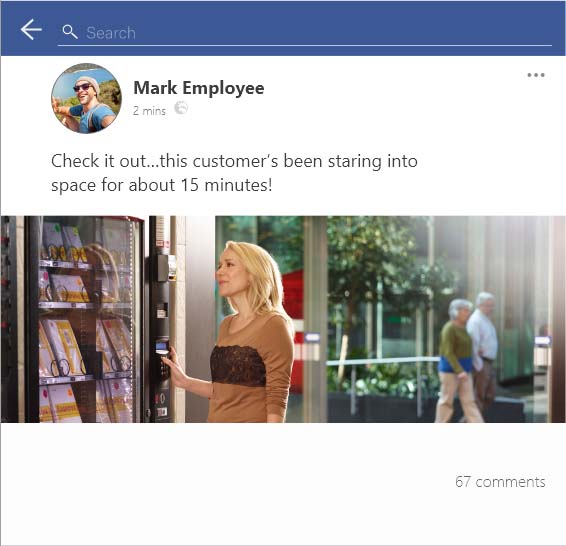 Search
Mark Employee
2 mins
Check it out...this customer's been staring into
space for about 15 minutes!
67 comments